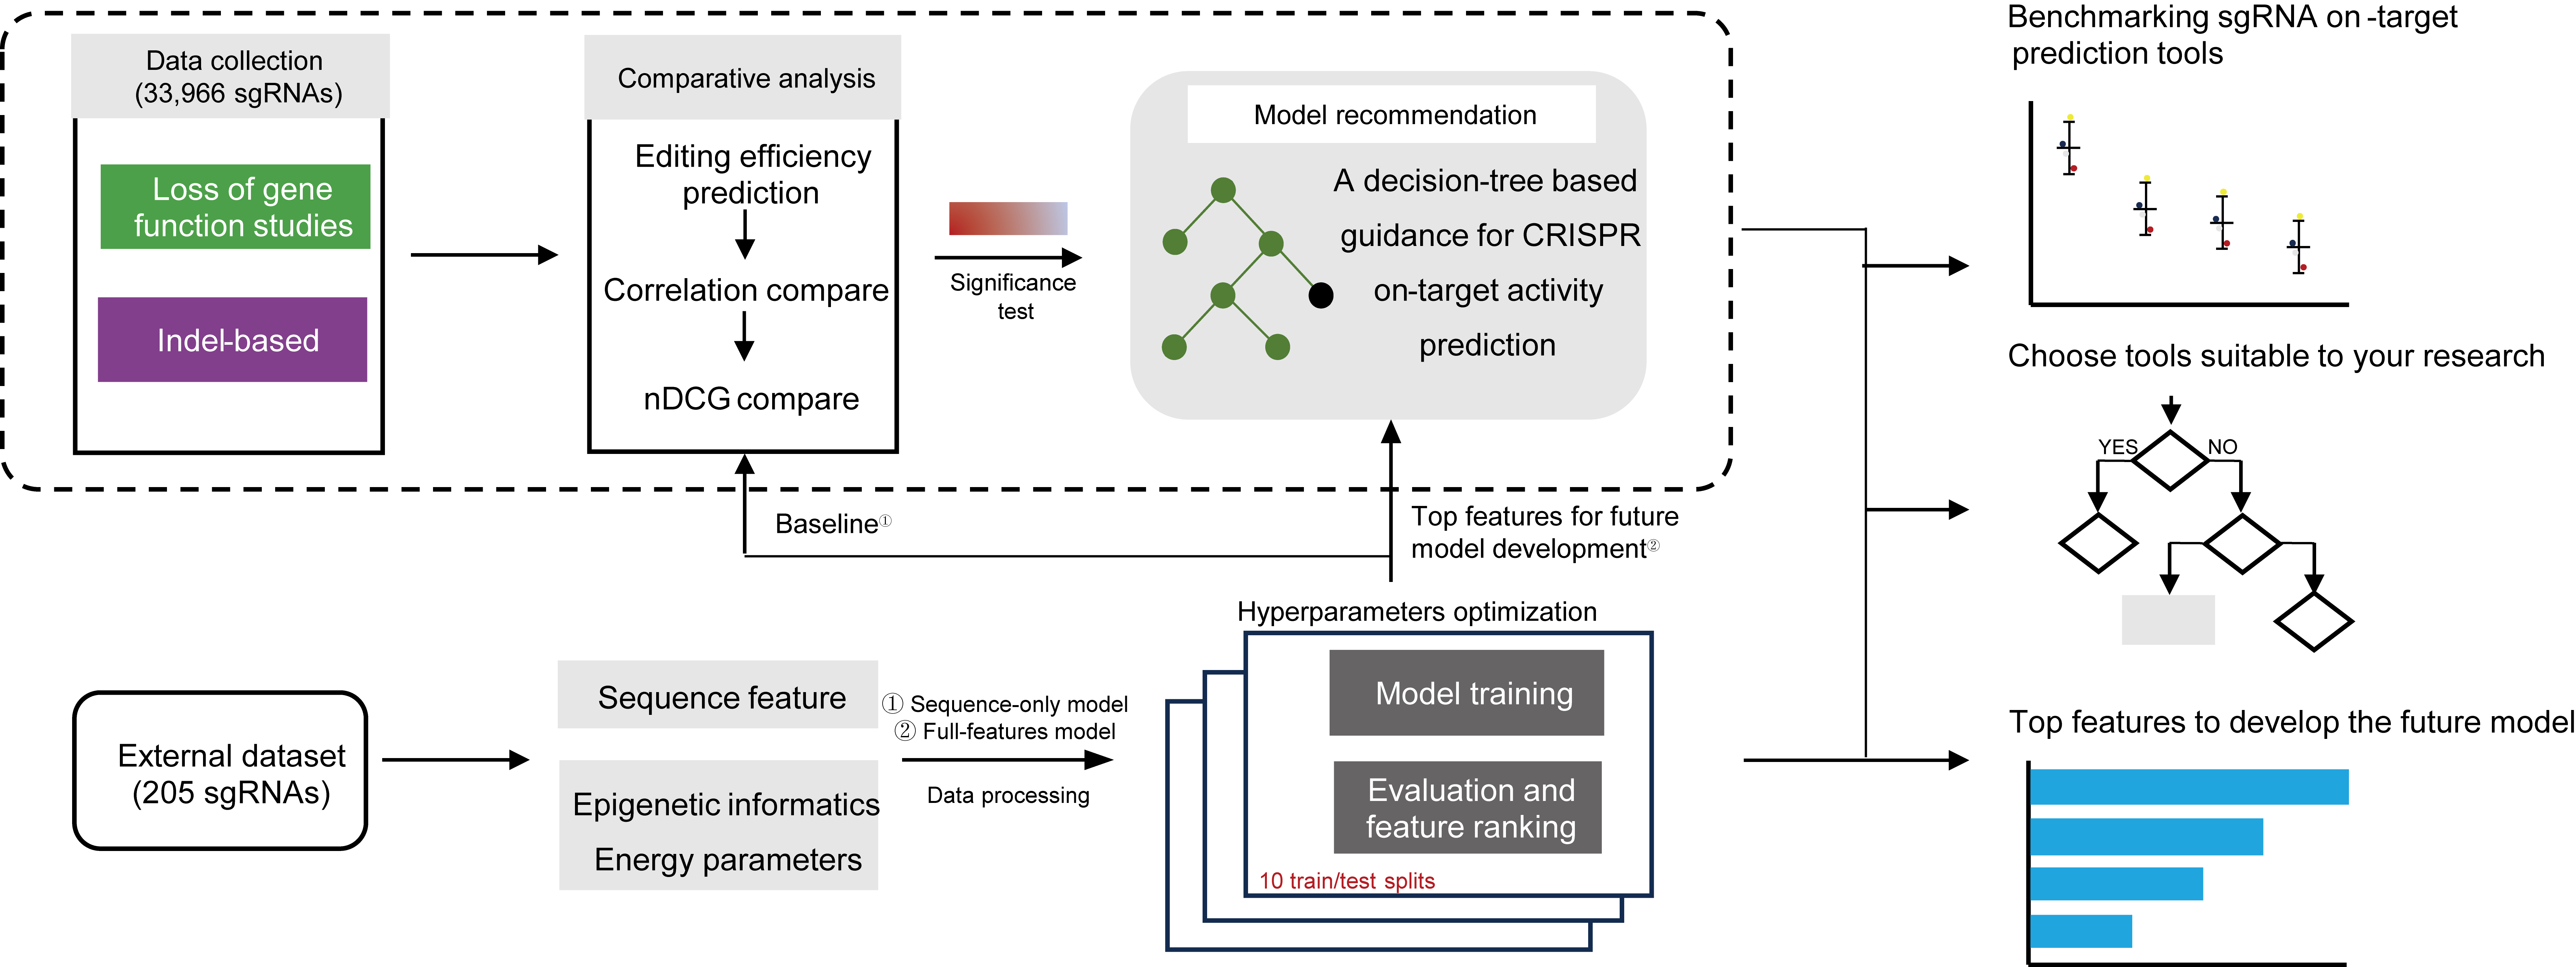 Data collection
(33,966 sgRNAs)
Loss of gene
function studies
Indel-based
Comparative analysis
Editing efficiency
prediction
Correlation compare
nDCG compare
Significance
test
Model recommendation
A decision-tree based
guidance for CRISPR
on-target activity
prediction
Baseline①
Top features for future
model development②
External dataset
(205 sgRNAs)
Sequence feature
Epigenetic informatics
Energy parameters
① Sequence-only model
② Full-features model
Data processing
Hyperparameters optimization
Model training
Evaluation and
feature ranking
10 train/test splits
Benchmarking sgRNA on -target
prediction tools
Choose tools suitable to your research
YES
NO
Top features to develop the future model